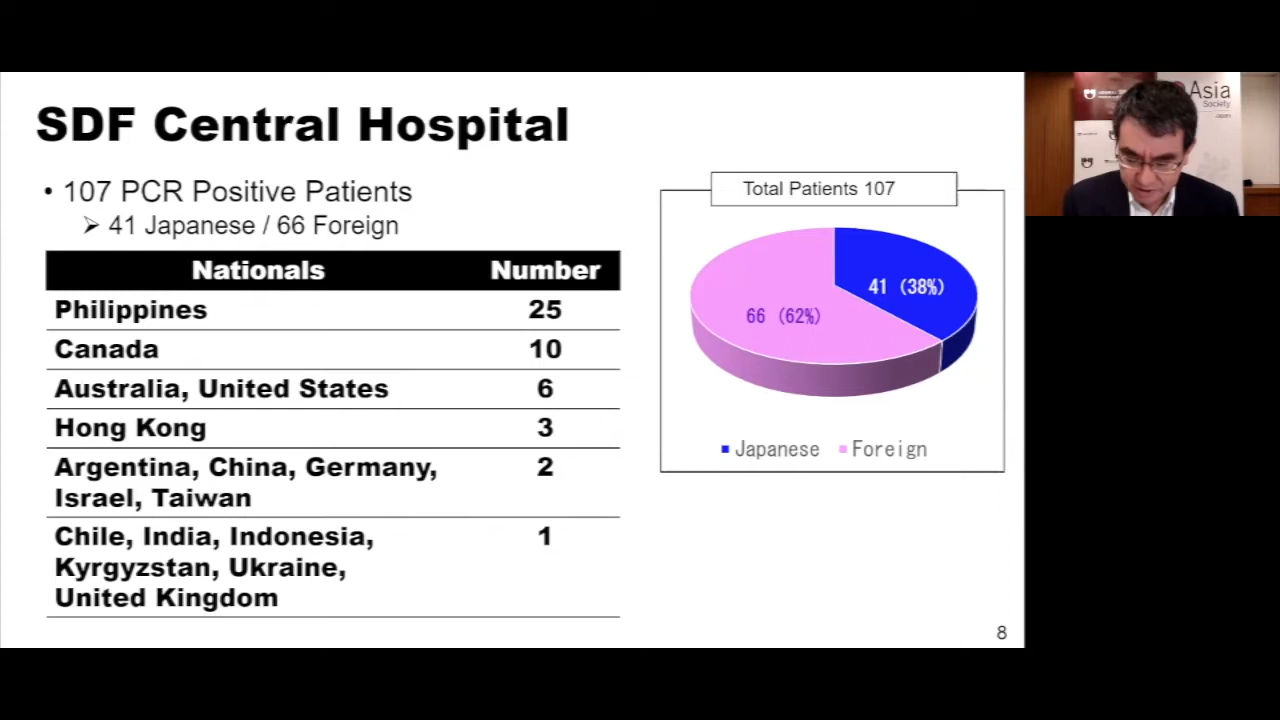 SDF Central Hospital
• 107 PCR Positive Patients
➢ 41 Japanese / 66 Foreign
Nationals Number
Philippines 25
Canada 10
Australia, United States 6
Hong Kong 3
Argentina, China, Germany, 2
Israel, Taiwan
Chile, India, Indonesia, 1
Kyrgyzstan, Ukraine,
United Kingdom
Total Patients 107
41 (38%)
66 (62%)
Japanese Foreign
8
Asia
Society
Japan